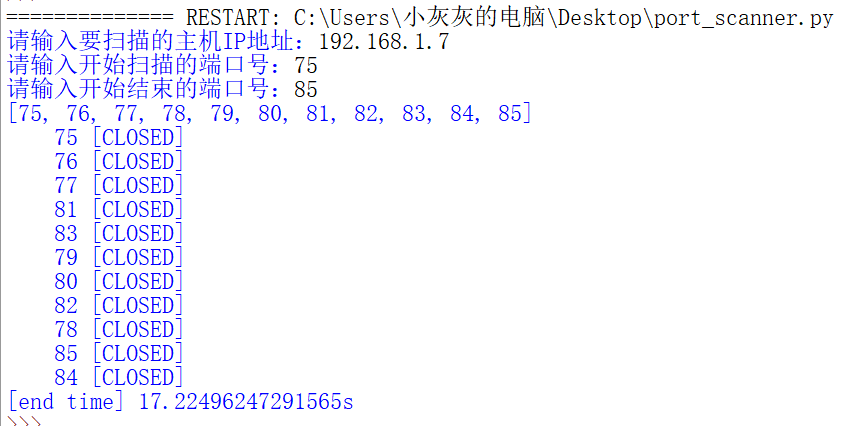 ============== RESTART: C:\Users\小灰灰的电脑\Desktop\port_scanner.py
请输入要扫描的主机IP地址：192.168.1.7
请输入开始扫描的端口号：75
请输入开始结束的端口号：85
[75, 76, 77, 78, 79, 80, 81, 82, 83, 84, 85]
    75 [CLOSED]
    76 [CLOSED]
    77 [CLOSED]
    81 [CLOSED]
    83 [CLOSED]
    79 [CLOSED]
    80 [CLOSED]
    82 [CLOSED]
    78 [CLOSED]
    85 [CLOSED]
    84 [CLOSED]
[end time] 17.22496247291565s
>>>